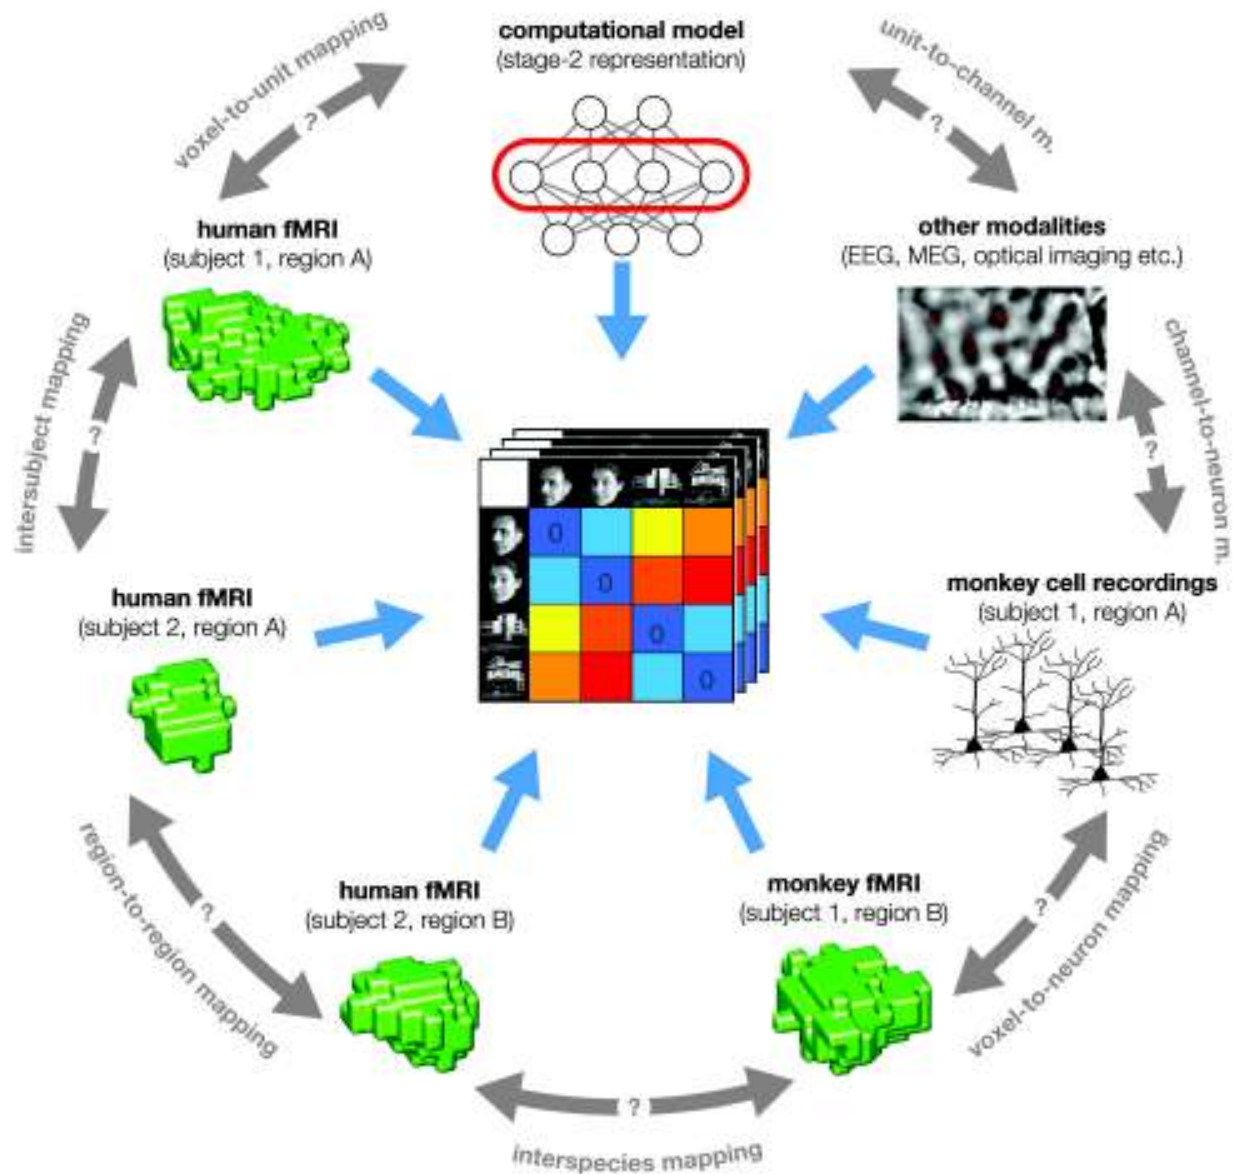 computational model
(stage-2 representation)
voxel-to-unit mapping
?
unit-to-channel m.
?
human fMRI
(subject 1, region A)
other modalities
(EEG, MEG, optical imaging etc.)
intersubject mapping
?
channel-to-neuron m.
?
0
0
0
0
human fMRI
(subject 2, region A)
monkey cell recordings
(subject 1, region A)
region-to-region mapping
?
human fMRI
(subject 2, region B)
monkey fMRI
(subject 1, region B)
voxel-to-neuron mapping
?
?
interspecies mapping